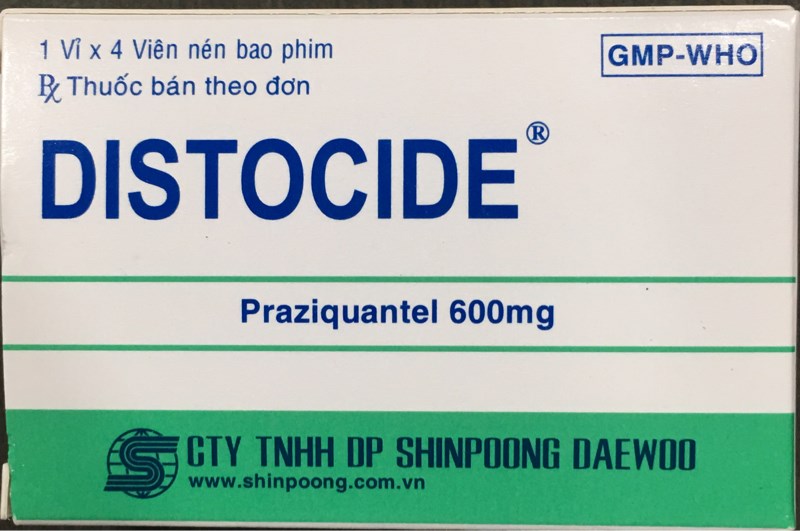 1 Vỉ x 4 Viên nén bao phim
GMP-WHO
Rx Thuốc bán theo đơn
DISTOCIDE®
Praziquantel 600mg
CTY TNHH DP SHINPOONG DAEWOO
www.shinpoong.com.vn